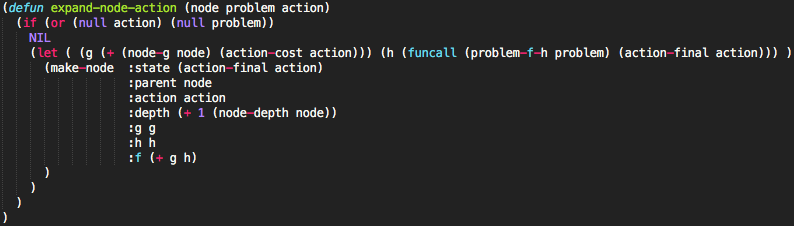 (defun expand-node-action (node problem action)
  (if (or (null action) (null problem))
    NIL
    (let ( (g (+ (node-g node) (action-cost action))) (h (funcall (problem-f-h problem) (action-final action))) )
      (make-node  :state (action-final action)
                  :parent node
                  :action action
                  :depth (+ 1 (node-depth node))
                  :g g
                  :h h
                  :f (+ g h)
      )
    )
  )
)